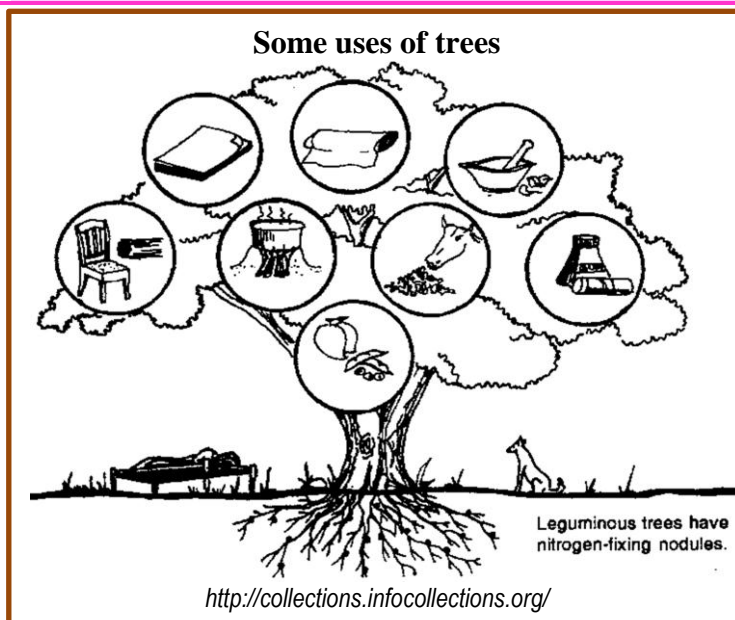 Some uses of trees
Leguminous trees have
nitrogen-fixing nodules.
http://collections.infocollections.org/